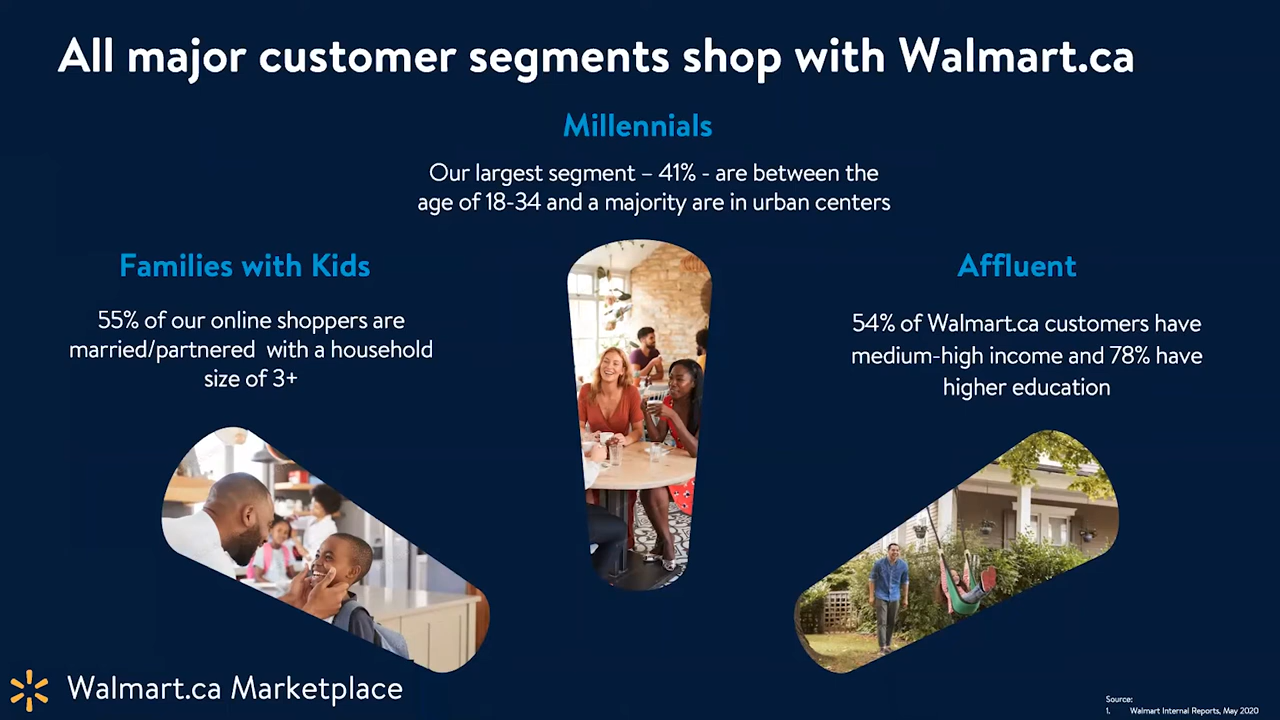 All major customer segments shop with Walmart.ca
Millennials
Our largest segment – 41% - are between the
age of 18-34 and a majority are in urban centers
Families with Kids
55% of our online shoppers are
married/partnered  with a household
size of 3+
Affluent
54% of Walmart.ca customers have
medium-high income and 78% have
higher education
Walmart.ca Marketplace
Source:
1. Walmart Internal Reports, May 2020